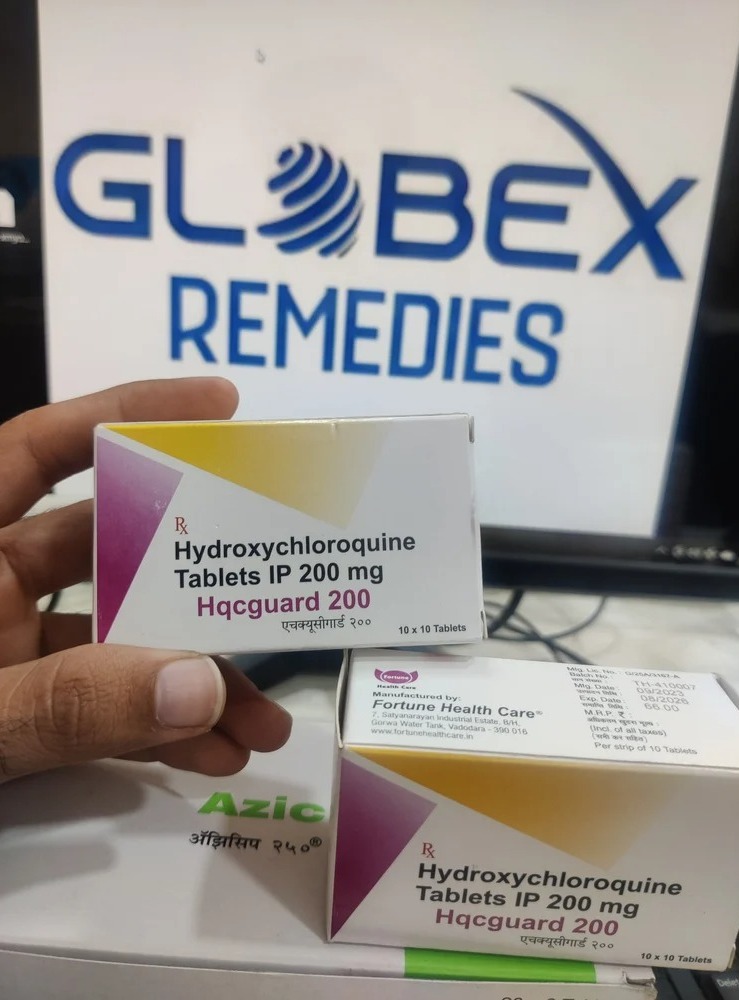 GLOBEX
REMEDIES
Rx
Hydroxychloroquine
Tablets IP 200 mg
Hqcguard 200
एचक्यूसीगार्ड २००
10 x 10 Tablets
Fortune
Health Care
Manufactured by:
Fortune Health Care®
7, Satyanarayan Industrial Estate, B/H,
Gorwa Water Tank, Vadodara - 390 016
www.fortunehealthcare.in
Mfg. Lic. No.:
Batch No.: TH-410007
Mfg. Date: 09/2023
Exp. Date: 08/2026
M.R.P. ₹: 66.00
(Incl. of all taxes)
Per strip of 10 Tablets
Azic
ॲझिसिप २५०®
Rx
Hydroxychloroquine
Tablets IP 200 mg
Hqcguard 200
एचक्यूसीगार्ड २००
10 x 10 Tablets